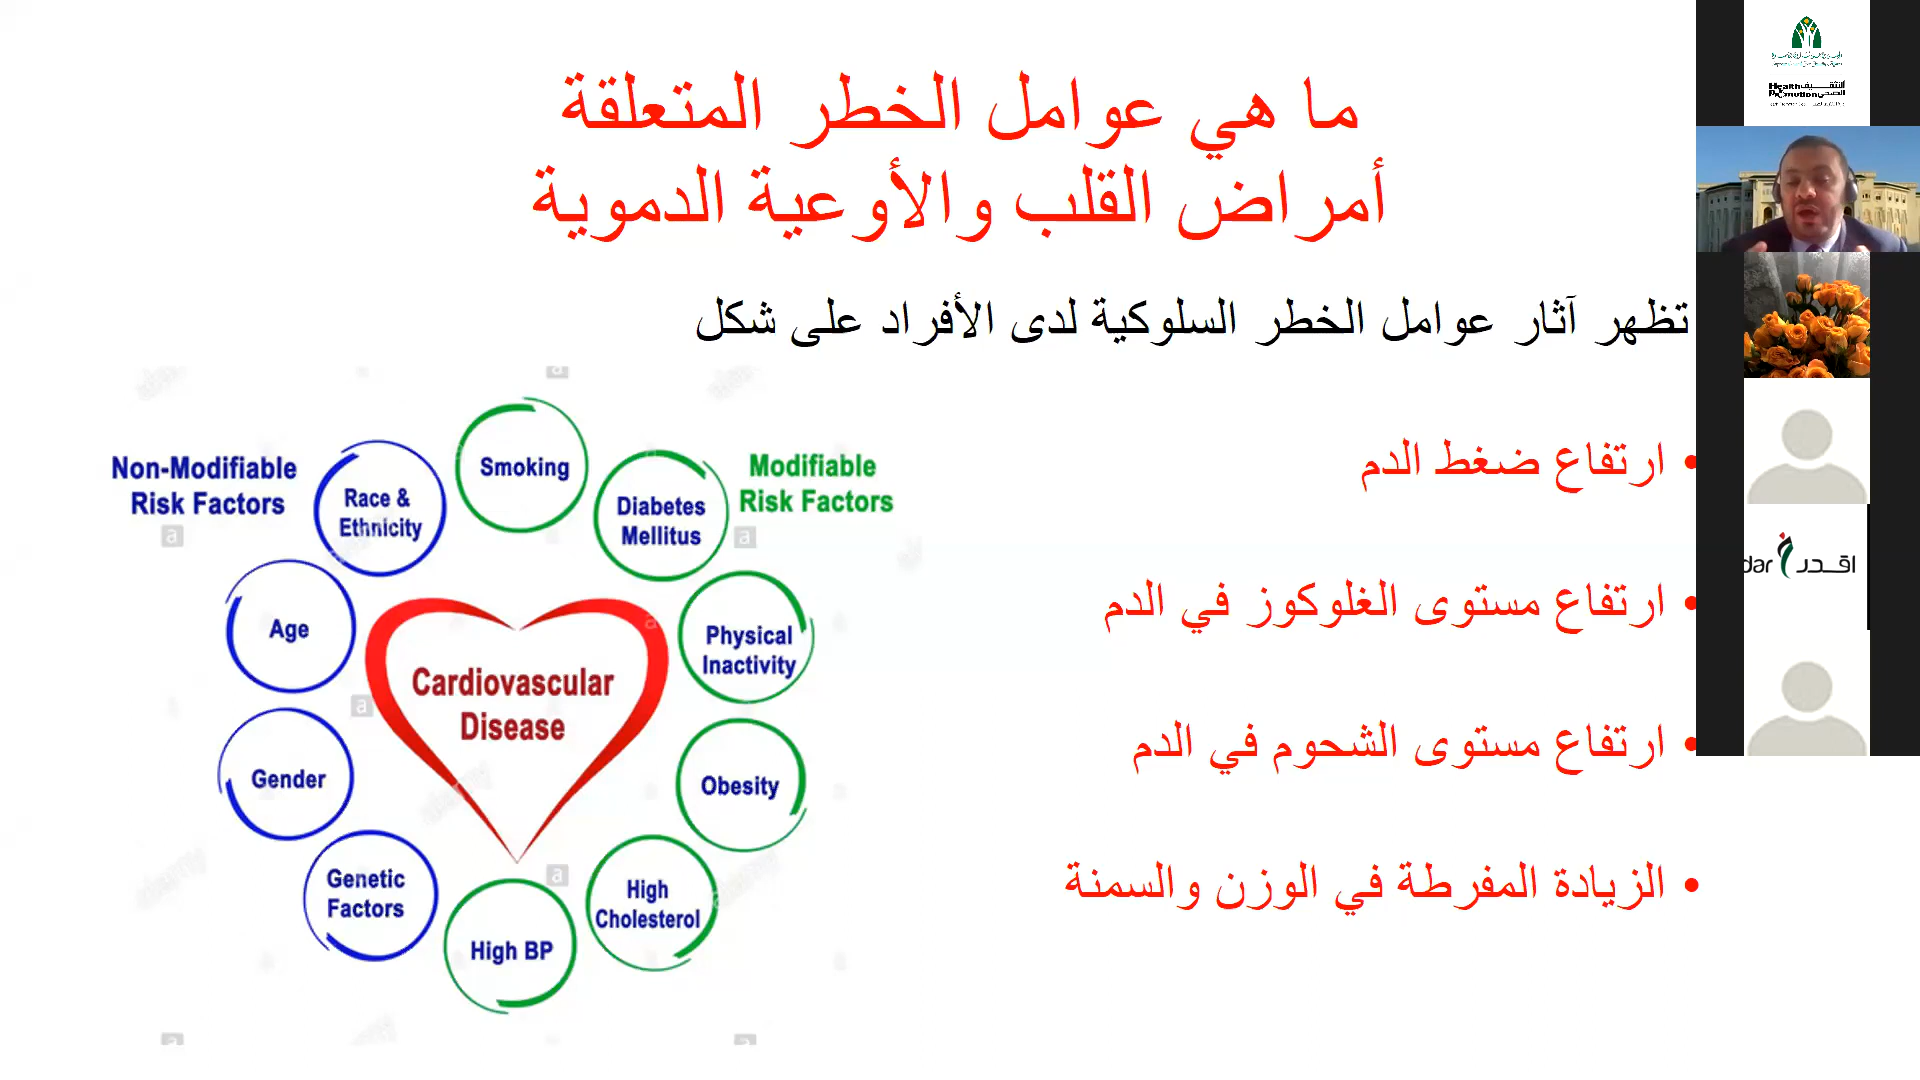 ما هي عوامل الخطر المتعلقة
أمراض القلب والأوعية الدموية
تظهر آثار عوامل الخطر السلوكية لدى الأفراد على شكل
• ارتفاع ضغط الدم
• ارتفاع مستوى الغلوكوز في الدم
• ارتفاع مستوى الشحوم في الدم
• الزيادة المفرطة في الوزن والسمنة
Non-Modifiable
Risk Factors
Modifiable
Risk Factors
Smoking
Race &
Ethnicity
Diabetes
Mellitus
Age
Physical
Inactivity
Cardiovascular
Disease
Gender
Obesity
Genetic
Factors
High
Cholesterol
High BP
Health
Promotion
التثقيف
الصحي
dar
اقدر
alamy
a